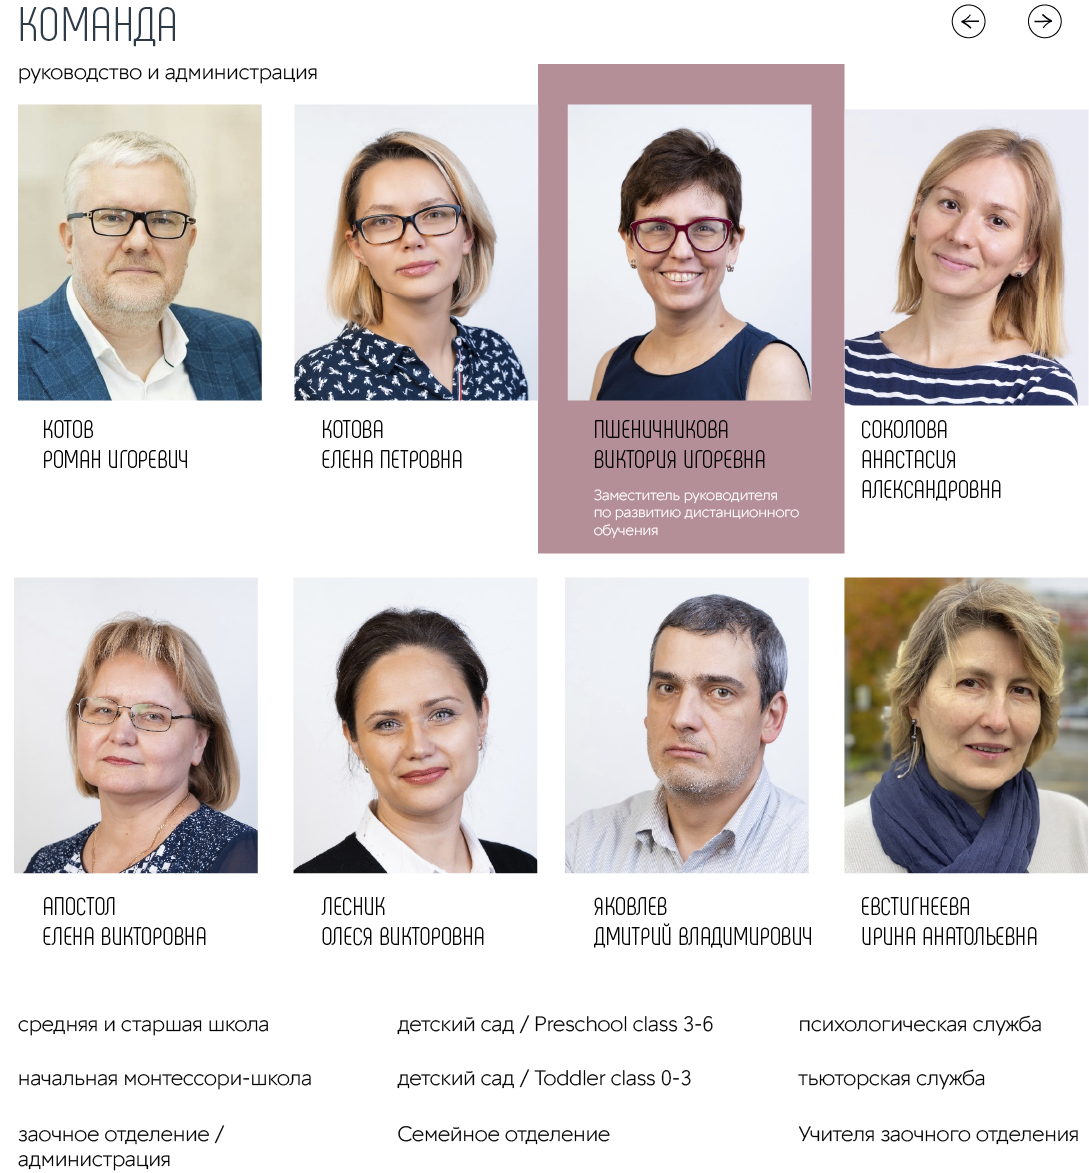 КОМАНДА
руководство и администрация
КОТОВ
РОМАН ИГОРЕВИЧ
КОТОВА
ЕЛЕНА ПЕТРОВНА
ПШЕНИЧНИКОВА
ВИКТОРИЯ ИГОРЕВНА
Заместитель руководителя
по развитию дистанционного
обучения
СОКОЛОВА
АНАСТАСИЯ
АЛЕКСАНДРОВНА
АПОСТОЛ
ЕЛЕНА ВИКТОРОВНА
ЛЕСНИК
ОЛЕСЯ ВИКТОРОВНА
ЯКОВЛЕВ
ДМИТРИЙ ВЛАДИМИРОВИЧ
ЕВСТИГНЕЕВА
ИРИНА АНАТОЛЬЕВНА
средняя и старшая школа
детский сад / Preschool class 3-6
психологическая служба
начальная монтессори-школа
детский сад / Toddler class 0-3
тьюторская служба
заочное отделение /
администрация
Семейное отделение
Учителя заочного отделения